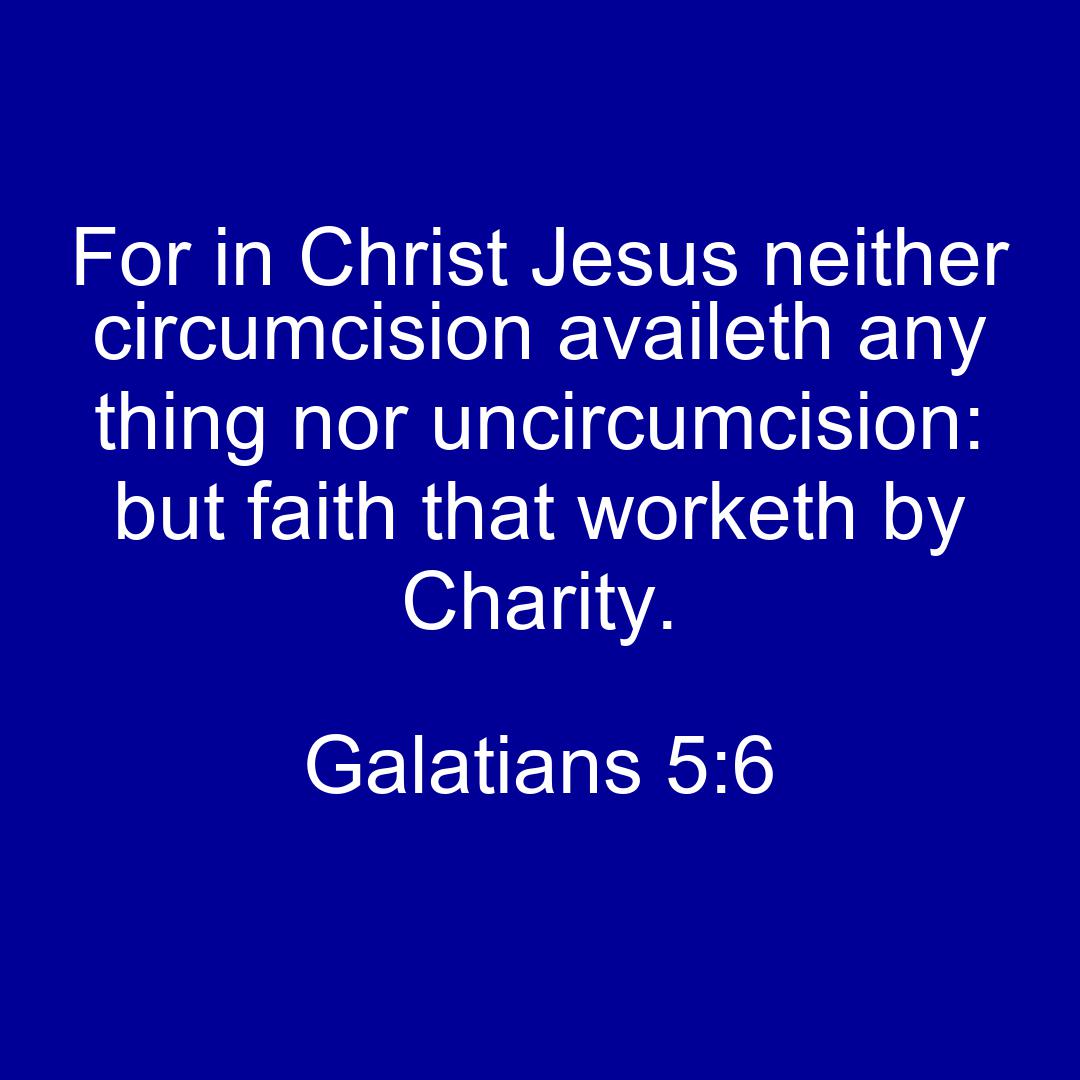 For in Christ Jesus neither
circumcision availeth any
thing nor uncircumcision:
but faith that worketh by
Charity.
Galatians 5:6